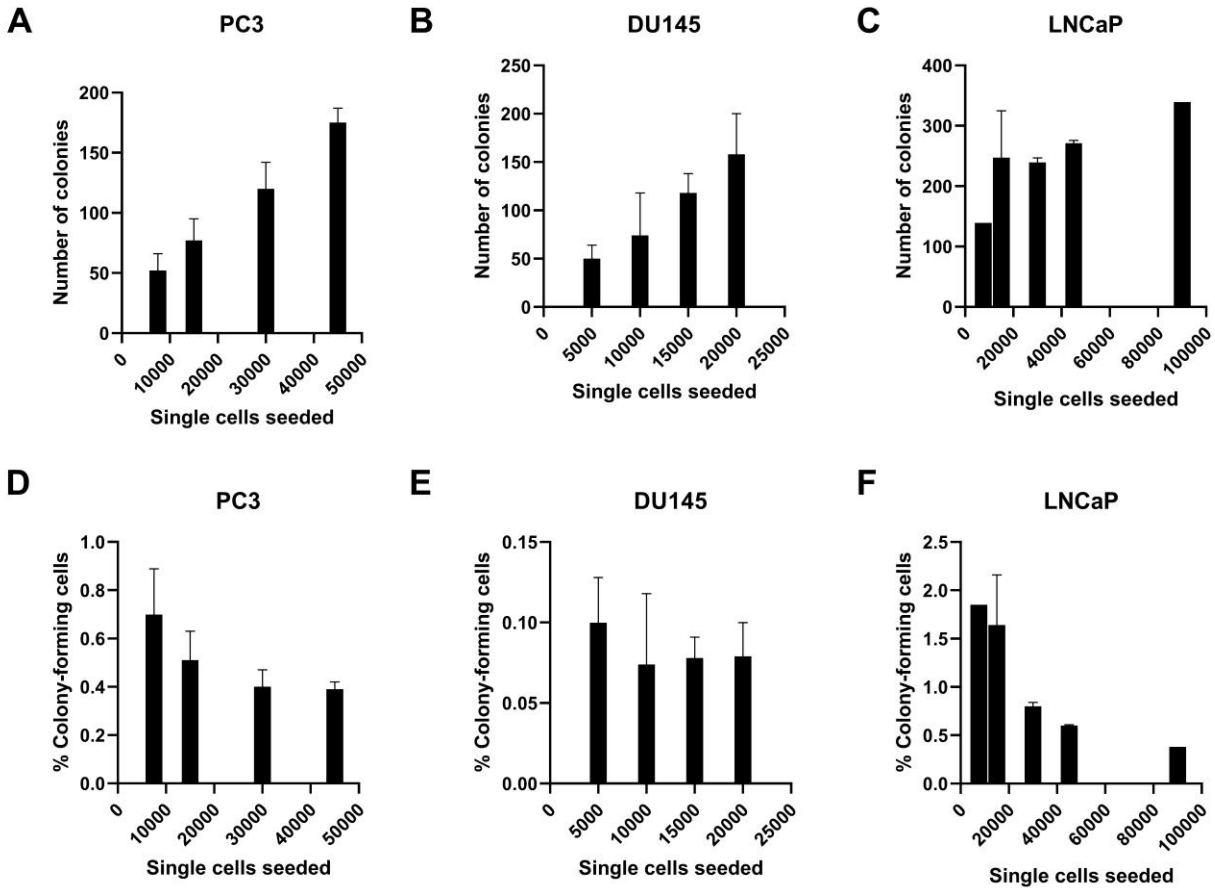 A
PC3
Number of colonies
200
150
100
50
0
0
10000
20000
30000
40000
50000
Single cells seeded
B
DU145
Number of colonies
250
200
150
100
50
0
0
5000
10000
15000
20000
25000
Single cells seeded
C
LNCaP
Number of colonies
400
300
200
100
0
0
20000
40000
60000
80000
100000
Single cells seeded
D
PC3
% Colony-forming cells
1.0
0.8
0.6
0.4
0.2
0.0
0
10000
20000
30000
40000
50000
Single cells seeded
E
DU145
% Colony-forming cells
0.15
0.10
0.05
0.00
0
5000
10000
15000
20000
25000
Single cells seeded
F
LNCaP
% Colony-forming cells
2.5
2.0
1.5
1.0
0.5
0.0
0
20000
40000
60000
80000
100000
Single cells seeded